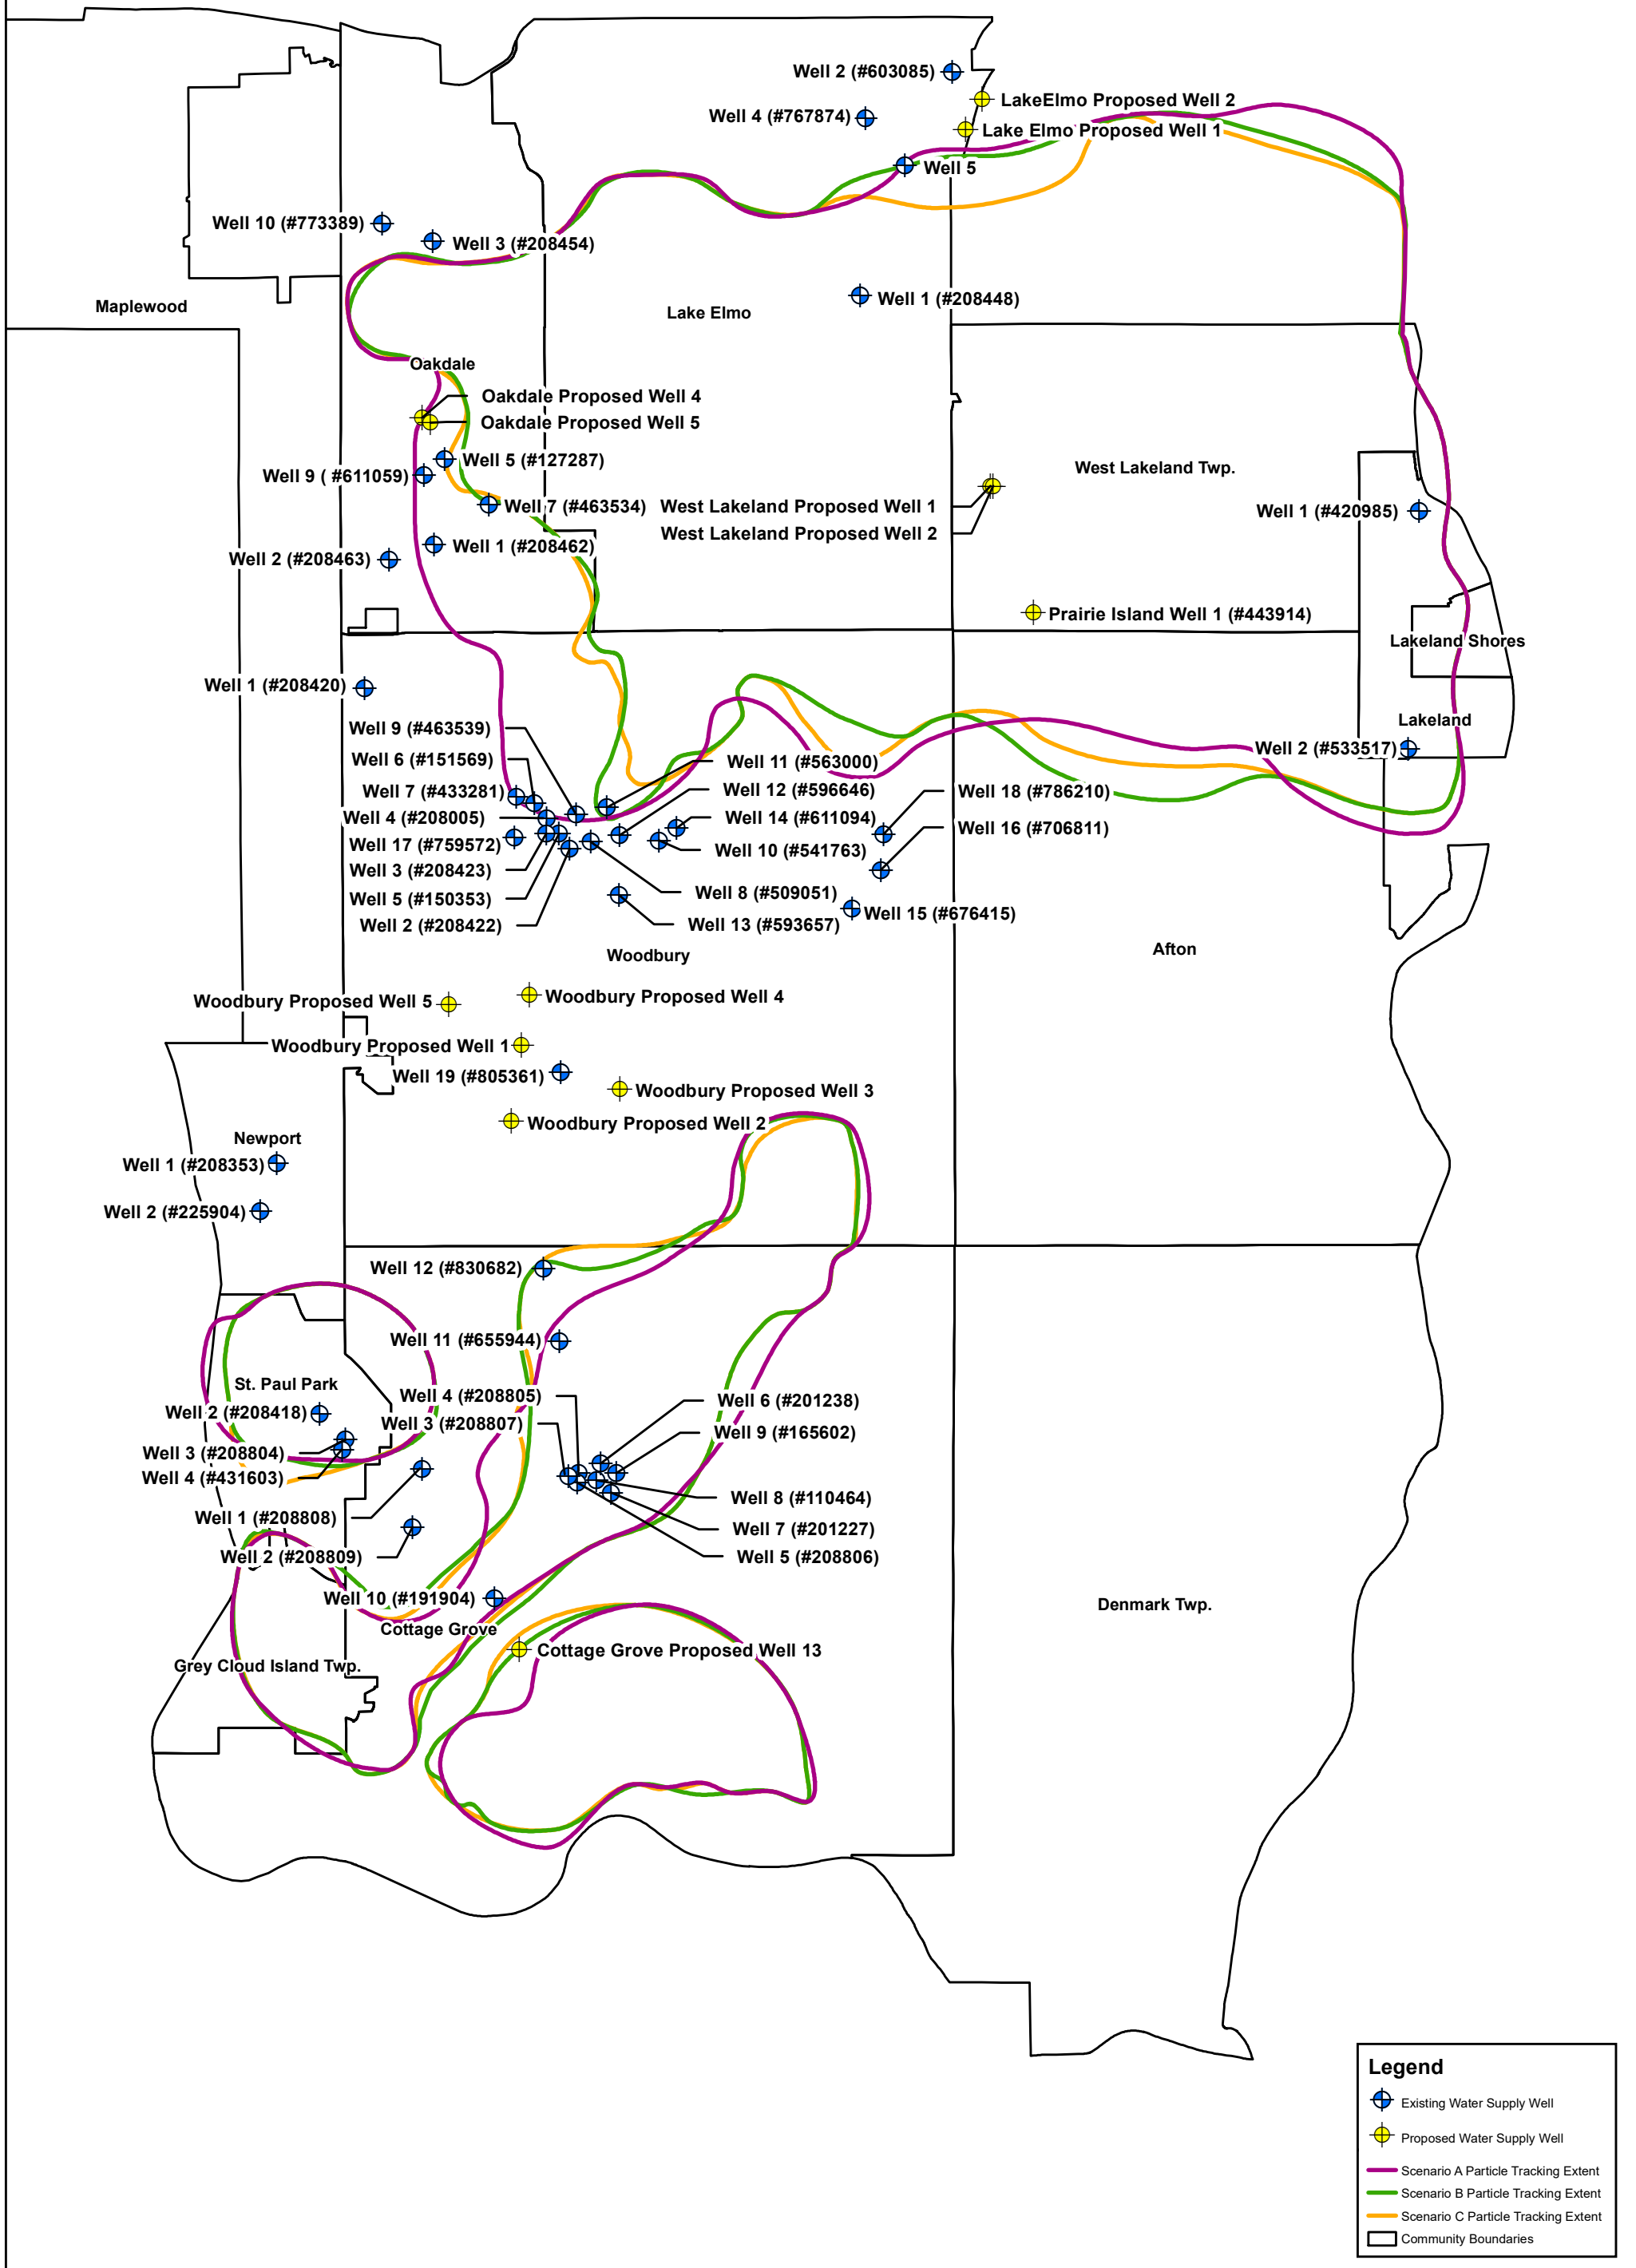 Well 2 (#603085)
LakeElmo Proposed Well 2
Well 4 (#767874)
Lake Elmo Proposed Well 1
Well 5
Well 10 (#773389)
Well 3 (#208454)
Maplewood
Lake Elmo
Well 1 (#208448)
Oakdale
Oakdale Proposed Well 4
Oakdale Proposed Well 5
Well 5 (#127287)
Well 9 ( #611059)
West Lakeland Twp.
Well 7 (#463534)
West Lakeland Proposed Well 1
Well 1 (#420985)
West Lakeland Proposed Well 2
Well 1 (#208462)
Well 2 (#208463)
Prairie Island Well 1 (#443914)
Lakeland Shores
Well 1 (#208420)
Lakeland
Well 9 (#463539)
Well 2 (#533517)
Well 6 (#151569)
Well 11 (#563000)
Well 7 (#433281)
Well 12 (#596646)
Well 18 (#786210)
Well 4 (#208005)
Well 14 (#611094)
Well 16 (#706811)
Well 17 (#759572)
Well 10 (#541763)
Well 3 (#208423)
Well 8 (#509051)
Well 5 (#150353)
Well 15 (#676415)
Well 2 (#208422)
Well 13 (#593657)
Woodbury
Afton
Woodbury Proposed Well 5
Woodbury Proposed Well 4
Woodbury Proposed Well 1
Well 19 (#805361)
Woodbury Proposed Well 3
Woodbury Proposed Well 2
Newport
Well 1 (#208353)
Well 2 (#225904)
Well 12 (#830682)
Well 11 (#655944)
St. Paul Park
Well 4 (#208805)
Well 6 (#201238)
Well 2 (#208418)
Well 3 (#208807)
Well 9 (#165602)
Well 3 (#208804)
Well 4 (#431603)
Well 8 (#110464)
Well 1 (#208808)
Well 7 (#201227)
Well 2 (#208809)
Well 5 (#208806)
Well 10 (#191904)
Denmark Twp.
Cottage Grove
Cottage Grove Proposed Well 13
Grey Cloud Island Twp.
Legend
Existing Water Supply Well
Proposed Water Supply Well
Scenario A Particle Tracking Extent
Scenario B Particle Tracking Extent
Scenario C Particle Tracking Extent
Community Boundaries